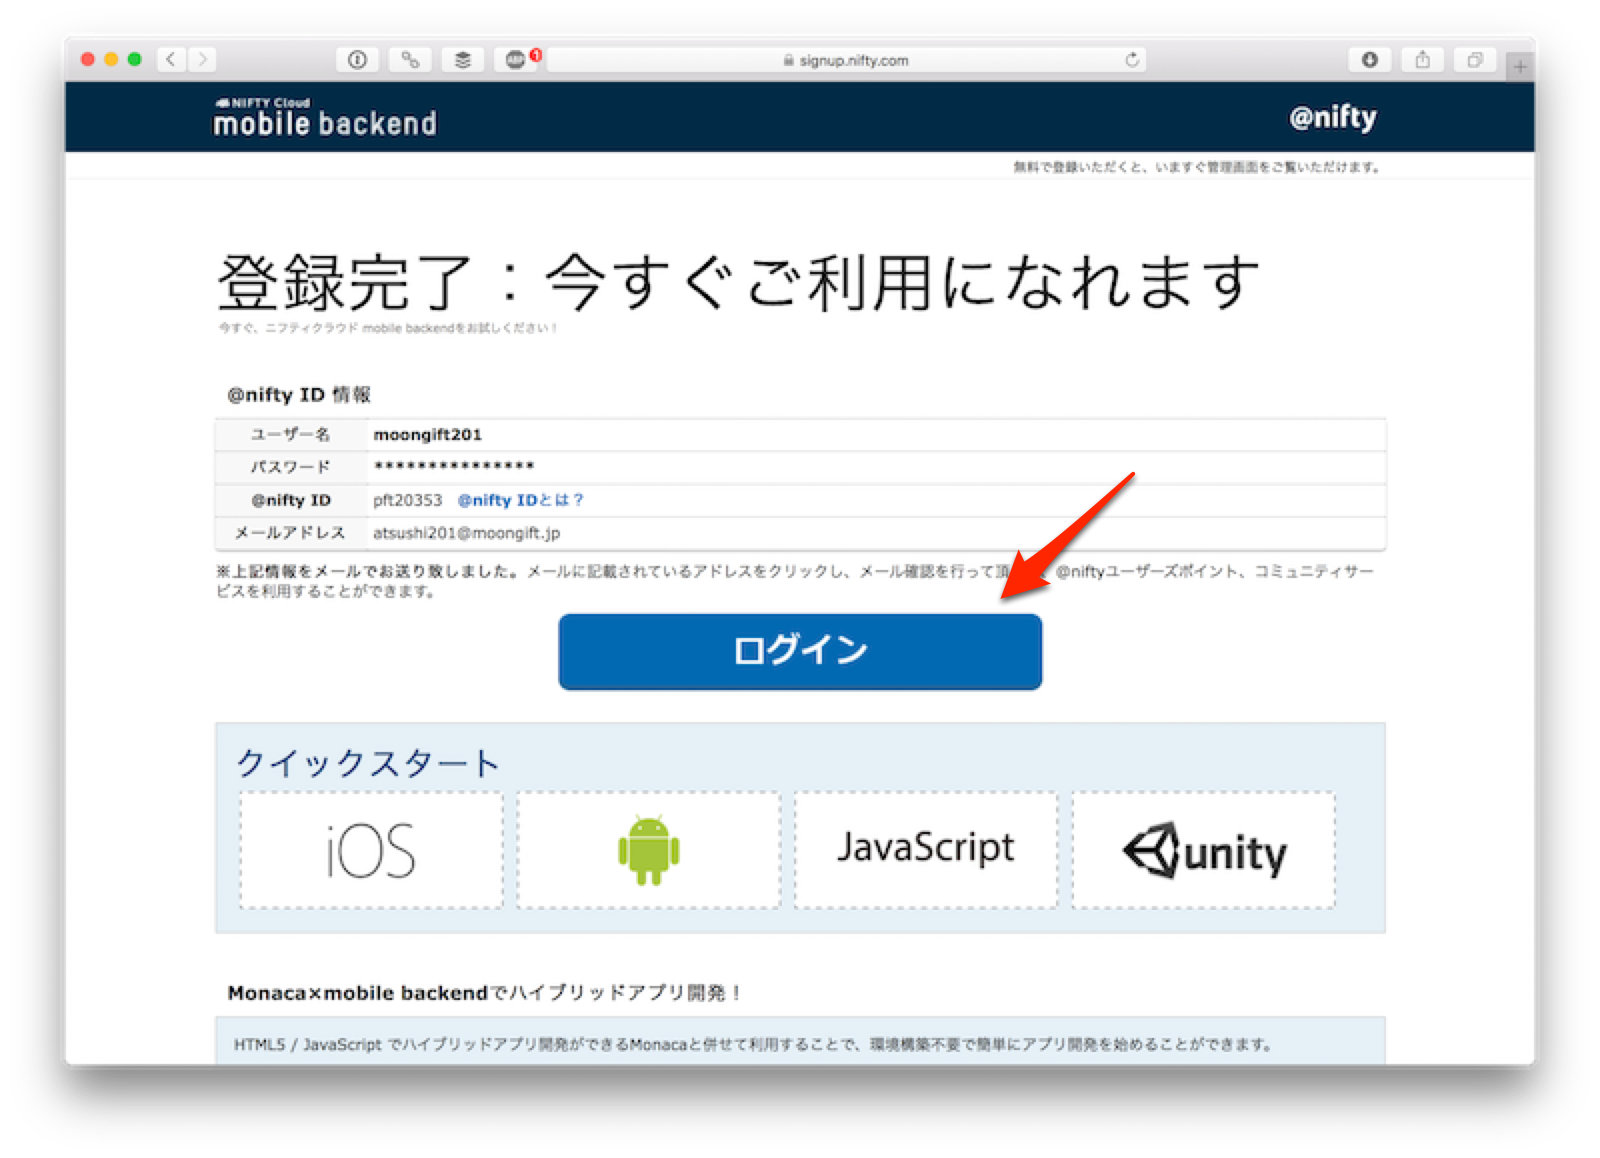 signup.nifty.com
ABP
1
NIFTY Cloud
mobile backend
@nifty
無料で登録いただくと、いますぐ管理画面をご覧いただけます。
登録完了：今すぐご利用になれます
今すぐ、ニフティクラウド mobile backendをお試しください！
@nifty ID 情報
ユーザー名 moongift201
パスワード ***************
@nifty ID pft20353 @nifty IDとは？
メールアドレス atsushi201@moongift.jp
※上記情報をメールでお送り致しました。メールに記載されているアドレスをクリックし、メール確認を行って頂 @niftyユーザーズポイント、コミュニティサー
ビスを利用することができます。
ログイン
クイックスタート
iOS
JavaScript
unity
Monaca×mobile backendでハイブリッドアプリ開発！
HTML5 / JavaScript でハイブリッドアプリ開発ができるMonacaと併せて利用することで、環境構築不要で簡単にアプリ開発を始めることができます。